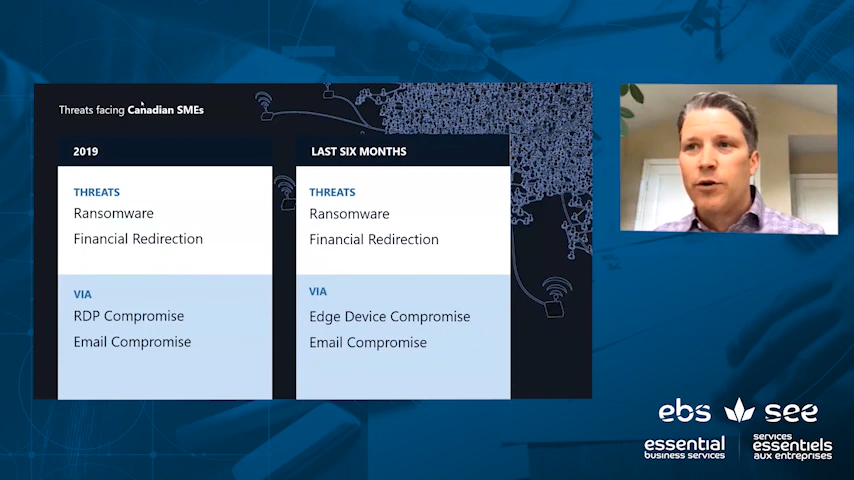 Threats facing Canadian SMEs
2019
THREATS
Ransomware
Financial Redirection
VIA
RDP Compromise
Email Compromise
LAST SIX MONTHS
THREATS
Ransomware
Financial Redirection
VIA
Edge Device Compromise
Email Compromise
ebs see
essential
business services
services
essentiels
aux entreprises